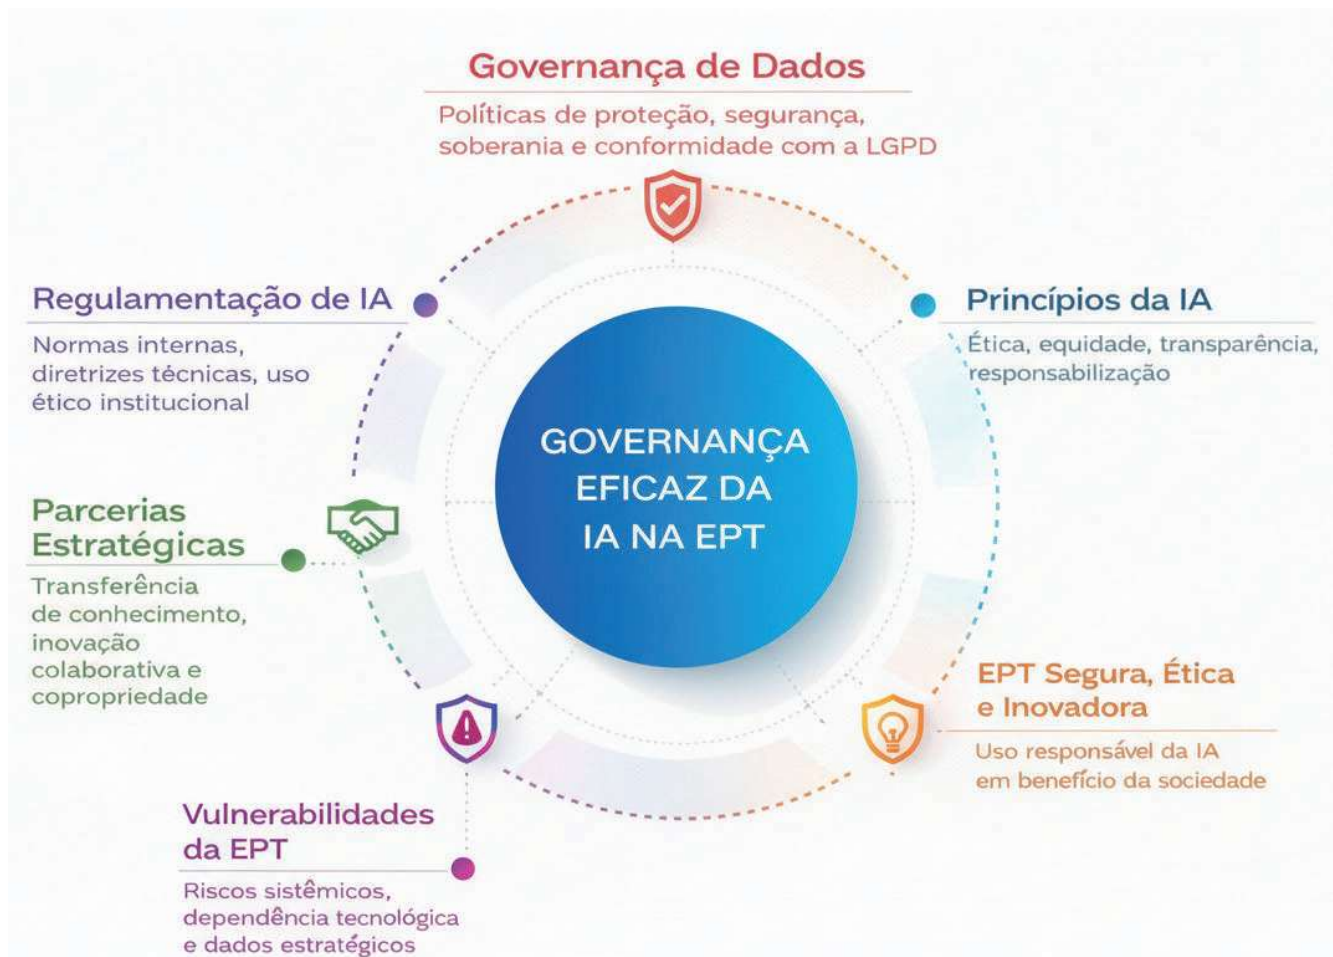 Governança de Dados
Políticas de proteção, segurança,
soberania e conformidade com a LGPD
Regulamentação de IA
Normas internas,
diretrizes técnicas, uso
ético institucional
Princípios da IA
Ética, equidade, transparência,
responsabilização
GOVERNANÇA
EFICAZ DA
IA NA EPT
Parcerias
Estratégicas
Transferência
de conhecimento,
inovação
colaborativa e
copropriedade
EPT Segura, Ética
e Inovadora
Uso responsável da IA
em benefício da sociedade
Vulnerabilidades
da EPT
Riscos sistêmicos,
dependência tecnológica
e dados estratégicos